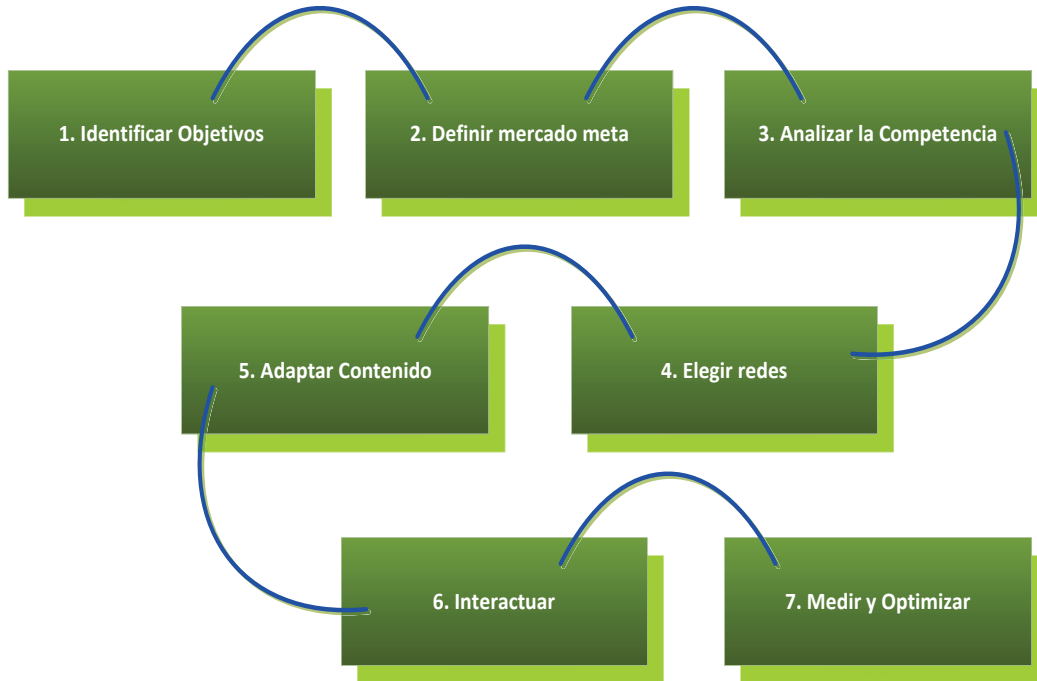 1. Identificar Objetivos
2. Definir mercado meta
3. Analizar la Competencia
4. Elegir redes
5. Adaptar Contenido
6. Interactuar
7. Medir y Optimizar